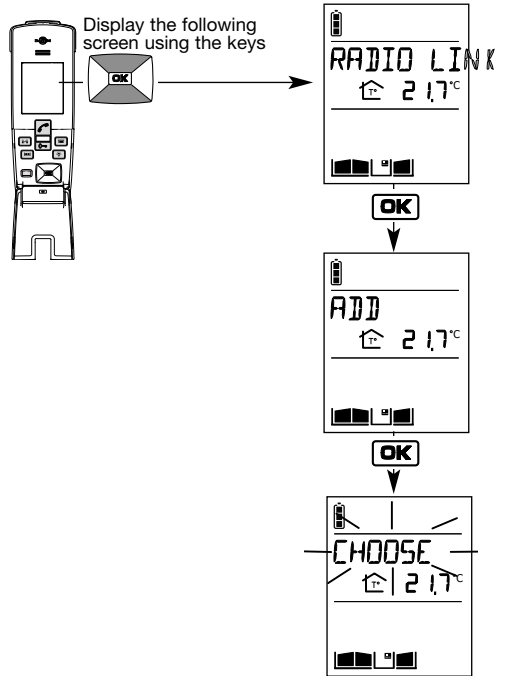 Display the following
screen using the keys
OK
RADIO LINK
T° 21,7°C
OK
ADD
T° 21,7°C
OK
CHOOSE
T° 21,7°C